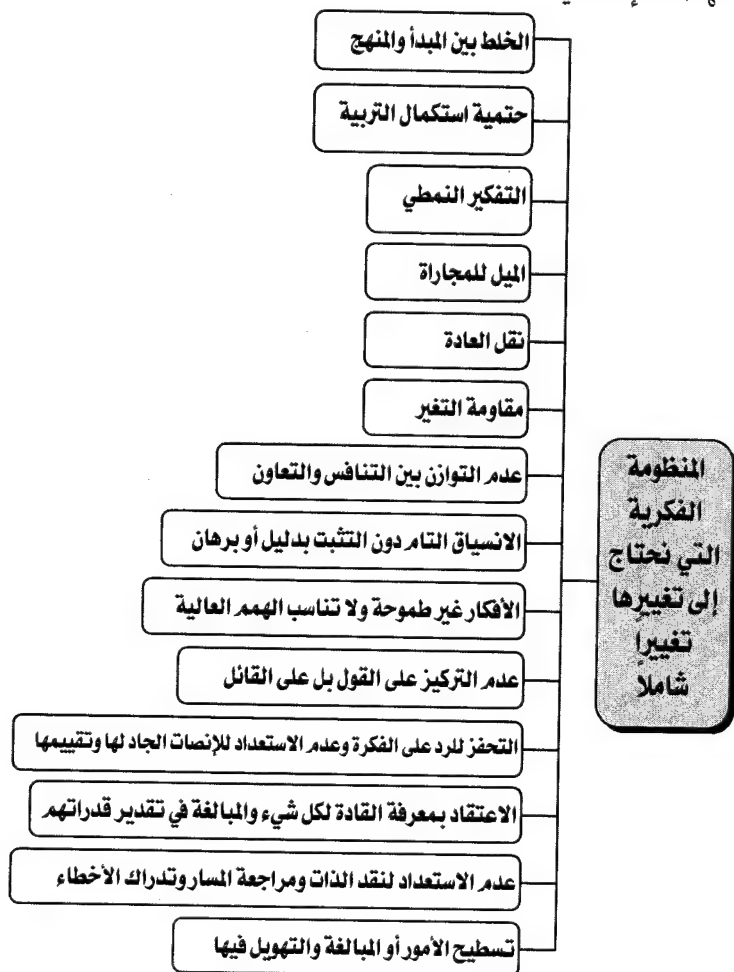 الخلط بين المبدأ والمنهج
حتمية استكمال التربية
التفكير النمطي
الميل للمجاراة
نقل العادة
مقاومة التغير
عدم التوازن بين التنافس والتعاون
الانسياق التام دون التثبت بدليل أو برهان
الأفكار غير طموحة ولا تناسب الهمم العالية
عدم التركيز على القول بل على القائل
التحفز للرد على الفكرة وعدم الاستعداد للإنصات الجاد لها وتقييمها
الاعتقاد بمعرفة القادة لكل شيء والمبالغة في تقدير قدراتهم
عدم الاستعداد لنقد الذات ومراجعة المسار وتدراك الأخطاء
تسطيح الأمور أو المبالغة والتهويل فيها
المنظومة
الفكرية
التي نحتاج
إلى تغييرها
تغييراً
شاملاً